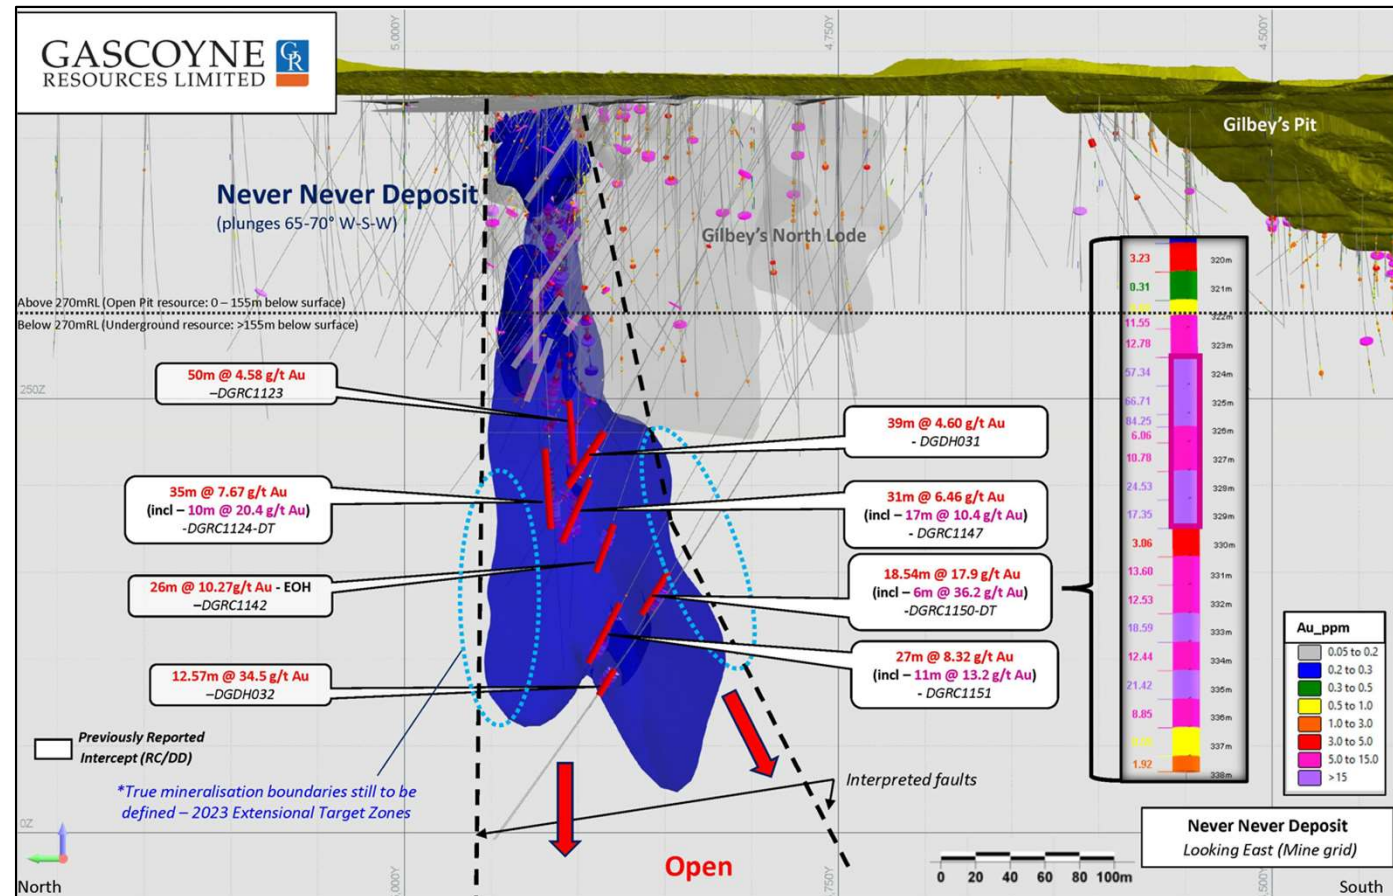 GASCOYNE
RESOURCES LIMITED
GR
5,000Y
4,750Y
4,500Y
Gilbey's Pit
Never Never Deposit
(plunges 65-70° W-S-W)
Gilbey's North Lode
Above 270mRL (Open Pit resource: 0 – 155m below surface)
Below 270mRL (Underground resource: >155m below surface)
250Z
50m @ 4.58 g/t Au
–DGRC1123
35m @ 7.67 g/t Au
(incl – 10m @ 20.4 g/t Au)
-DGRC1124-DT
26m @ 10.27g/t Au - EOH
–DGRC1142
12.57m @ 34.5 g/t Au
–DGDH032
39m @ 4.60 g/t Au
- DGDH031
31m @ 6.46 g/t Au
(incl – 17m @ 10.4 g/t Au)
- DGRC1147
18.54m @ 17.9 g/t Au
(incl – 6m @ 36.2 g/t Au)
-DGRC1150-DT
27m @ 8.32 g/t Au
(incl – 11m @ 13.2 g/t Au)
- DGRC1151
3.23 320m
0.31 321m
322m
11.55
12.78 323m
57.34 324m
66.71 325m
84.25
6.06
10.78 327m
24.53
17.35 329m
3.06 330m
13.60 331m
12.53 332m
333m
12.44 334m
21.42 335m
8.85 336m
337m
1.92 338m
Au_ppm
0.05 to 0.2
0.2 to 0.3
0.3 to 0.5
0.5 to 1.0
1.0 to 3.0
3.0 to 5.0
5.0 to 15.0
>15
Previously Reported
Intercept (RC/DD)
*True mineralisation boundaries still to be
defined – 2023 Extensional Target Zones
Interpreted faults
0Z
Open
Never Never Deposit
Looking East (Mine grid)
0 20 40 60 80 100m
North
South